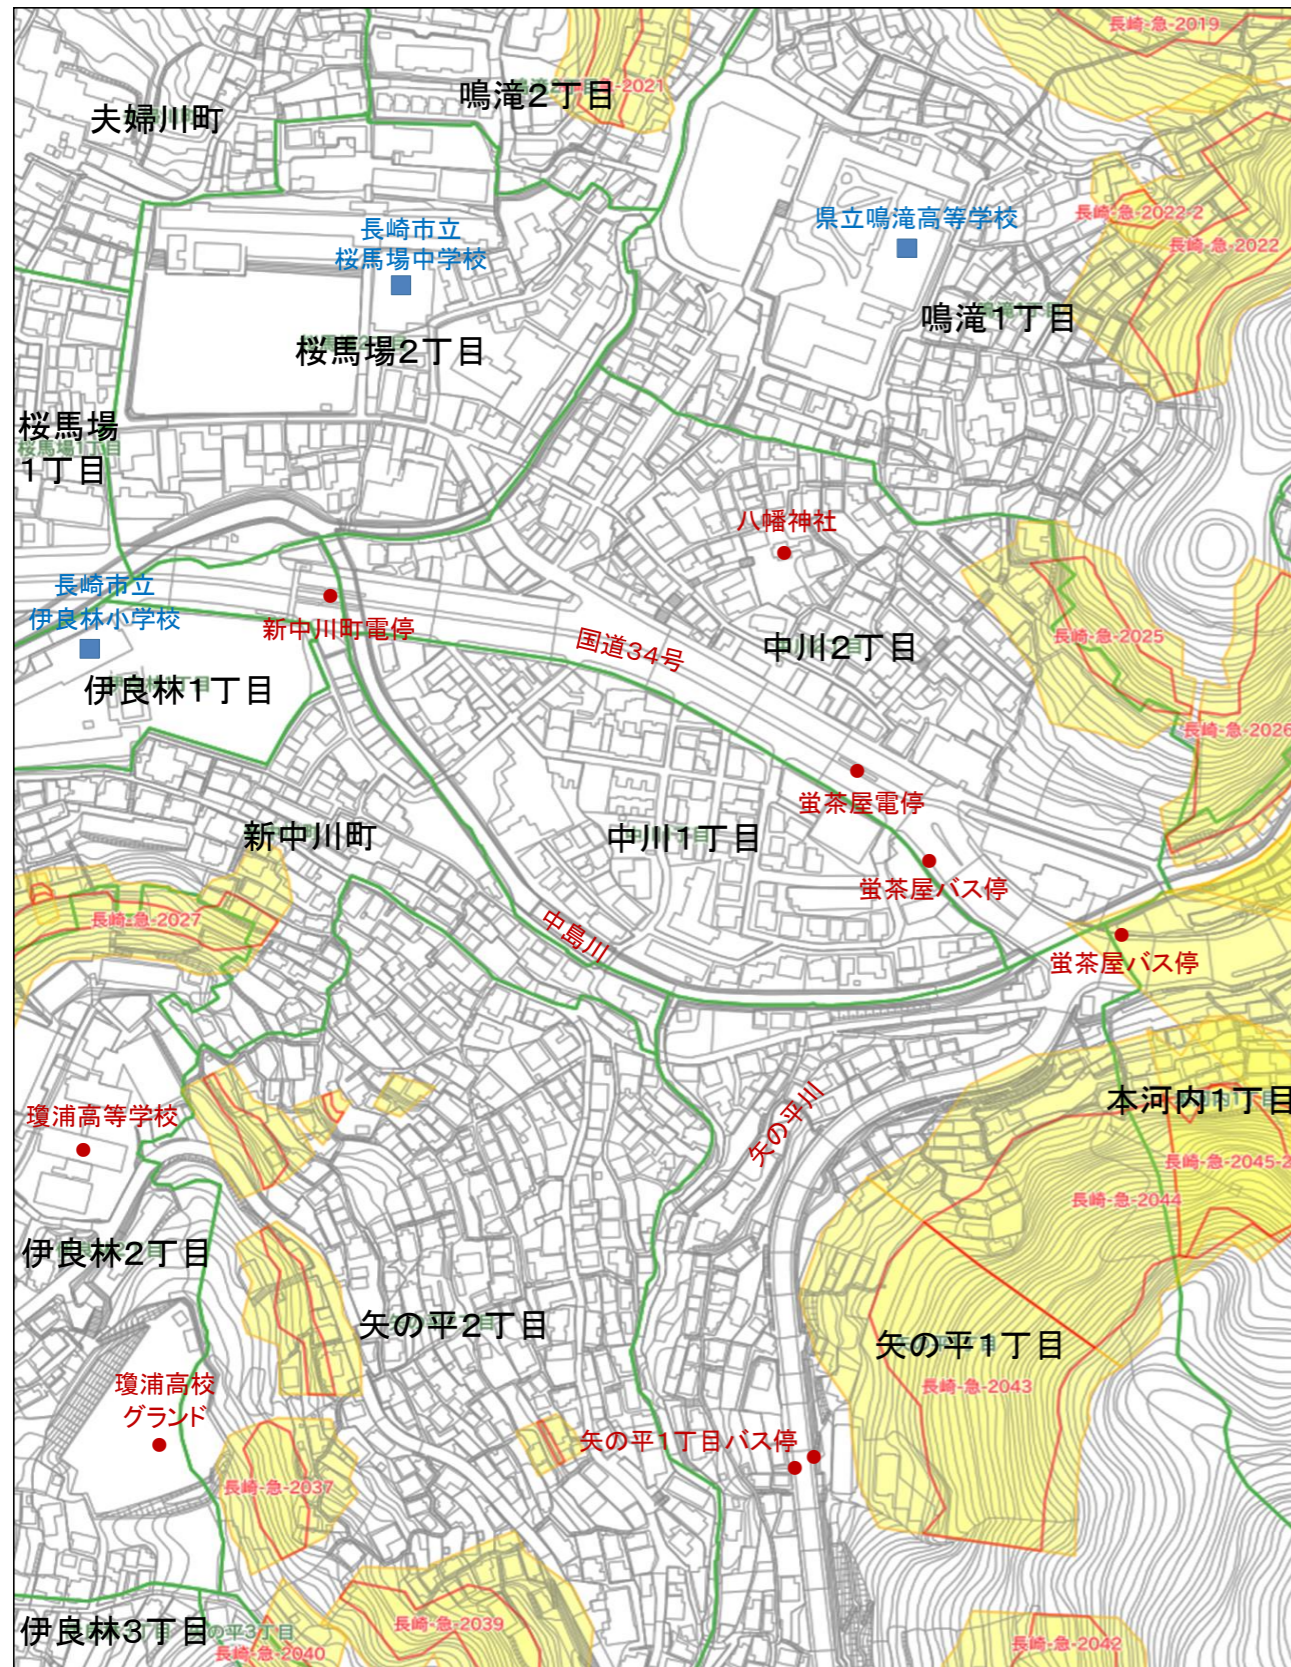 長崎-急-2019
鳴滝2丁目
-2021
夫婦川町
長崎市立
桜馬場中学校
県立鳴滝高等学校
長崎-急-2022-2
長崎-急-2022
鳴滝1丁目
桜馬場2丁目
桜馬場
1丁目
桜馬場1丁目
八幡神社
長崎市立
伊良林小学校
新中川町電停
国道34号
中川2丁目
長崎-急-2025
伊良林1丁目
長崎-急-2026
蛍茶屋電停
新中川町
中川1丁目
蛍茶屋バス停
長崎-急-2027
中島川
蛍茶屋バス停
本河内1丁目
瓊浦高等学校
矢の平川
長崎-急-2045-2
長崎-急-2044
伊良林2丁目
矢の平2丁目
矢の平1丁目
瓊浦高校
グランド
長崎-急-2043
矢の平1丁目バス停
長崎-急-2037
伊良林3丁目
の平3丁目
長崎-急-2039
長崎-急-2040
長崎-急-2042